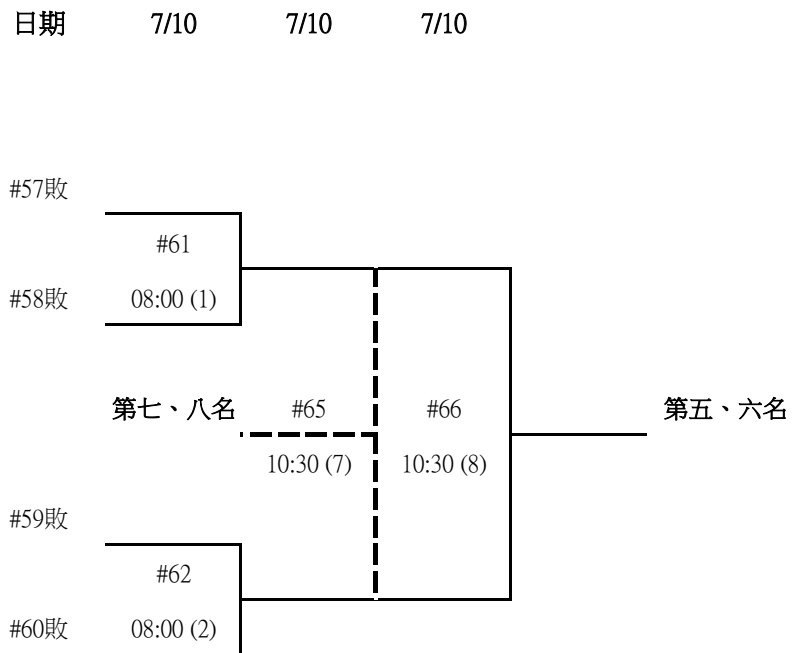 日期 7/10 7/10 7/10
#57敗
#61
#58敗 08:00 (1)
第七、八名 #65 #66 第五、六名
10:30 (7) 10:30 (8)
#59敗
#62
#60敗 08:00 (2)